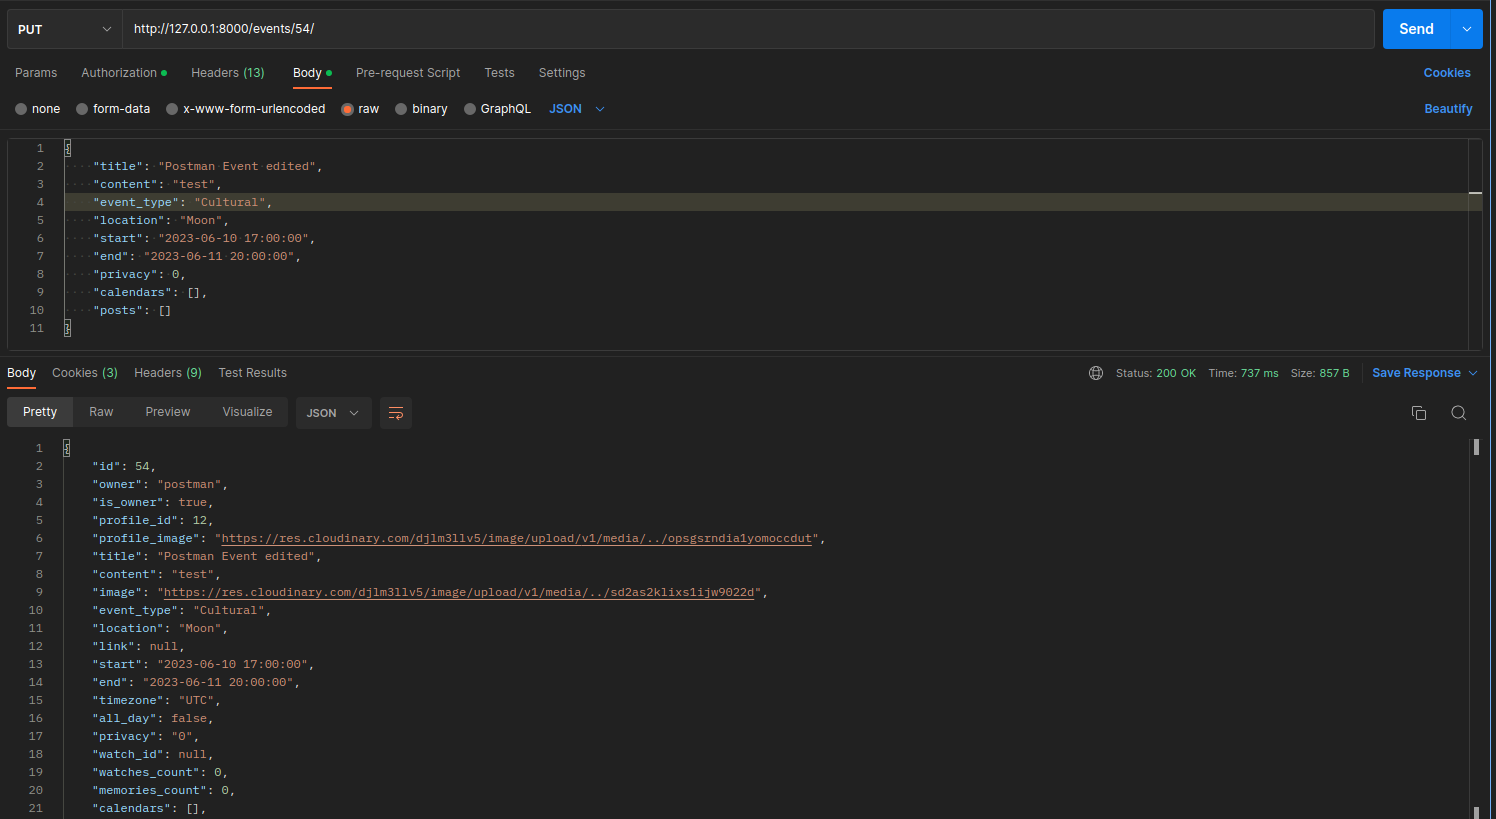 PUT http://127.0.0.1:8000/events/54/ Send
Params Authorization Headers (13) Body Pre-request Script Tests Settings Cookies
none form-data x-www-form-urlencoded raw binary GraphQL JSON Beautify
1 {
2 "title": "Postman Event edited",
3 "content": "test",
4 "event_type": "Cultural",
5 "location": "Moon",
6 "start": "2023-06-10 17:00:00",
7 "end": "2023-06-11 20:00:00",
8 "privacy": 0,
9 "calendars": [],
10 "posts": []
11 }
Body Cookies (3) Headers (9) Test Results Status: 200 OK Time: 737 ms Size: 857 B Save Response
Pretty Raw Preview Visualize JSON
1 {
2 "id": 54,
3 "owner": "postman",
4 "is_owner": true,
5 "profile_id": 12,
6 "profile_image": "https://res.cloudinary.com/djlm3llv5/image/upload/v1/media/../opsgsrndia1yomoccdut",
7 "title": "Postman Event edited",
8 "content": "test",
9 "image": "https://res.cloudinary.com/djlm3llv5/image/upload/v1/media/../sd2as2klixs1ijw9022d",
10 "event_type": "Cultural",
11 "location": "Moon",
12 "link": null,
13 "start": "2023-06-10 17:00:00",
14 "end": "2023-06-11 20:00:00",
15 "timezone": "UTC",
16 "all_day": false,
17 "privacy": "0",
18 "watch_id": null,
19 "watches_count": 0,
20 "memories_count": 0,
21 "calendars": [],